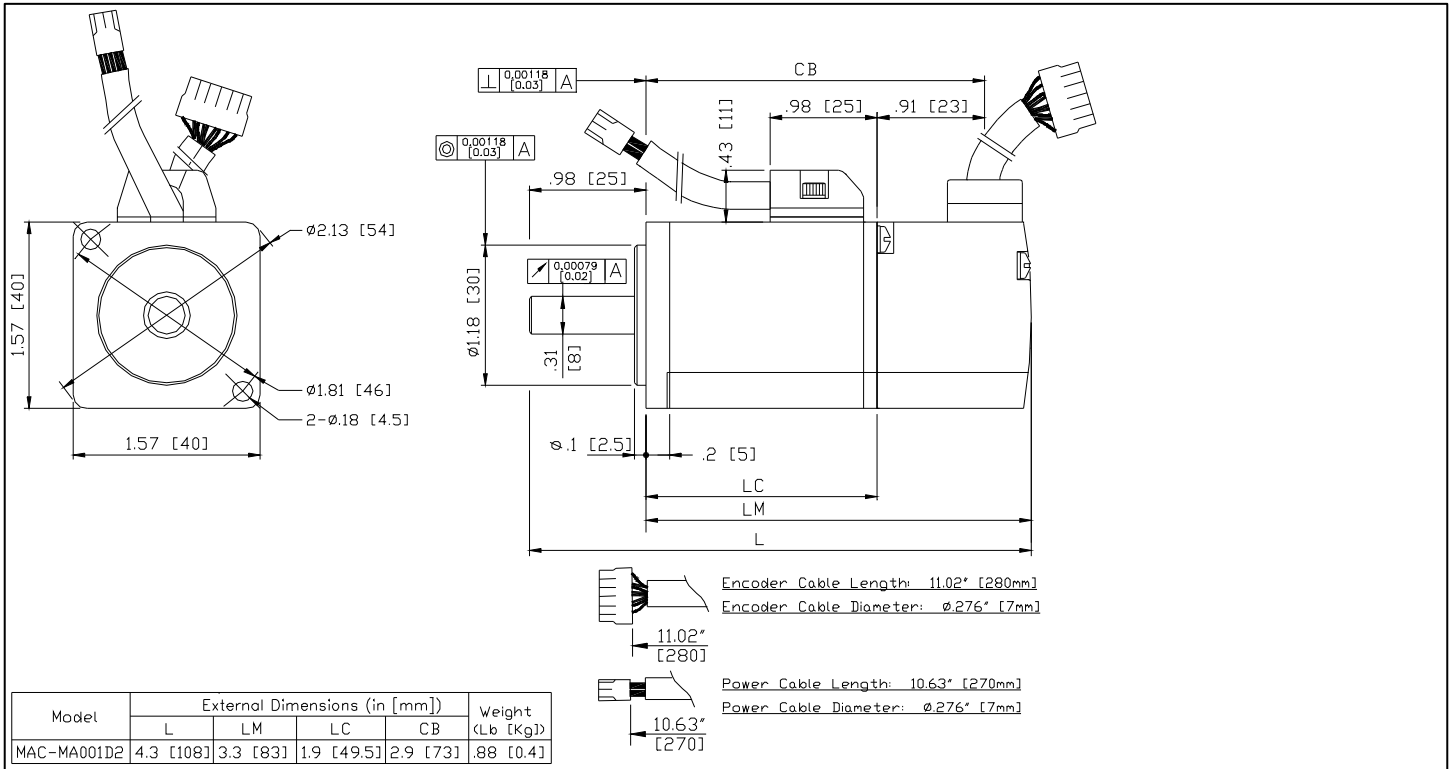 ⊥ 0.00118 [0.03] A
CB
.98 [25]
.91 [23]
.43 [11]
◎ 0.00118 [0.03] A
.98 [25]
ø2.13 [54]
↗ 0.00079 [0.02] A
1.57 [40]
ø1.18 [30]
.31 [8]
ø1.81 [46]
2-ø.18 [4.5]
1.57 [40]
ø.1 [2.5]
.2 [5]
LC
LM
L
Encoder Cable Length: 11.02" [280mm]
Encoder Cable Diameter: ø.276" [7mm]
11.02"
[280]
Power Cable Length: 10.63" [270mm]
Power Cable Diameter: ø.276" [7mm]
10.63"
[270]
Model External Dimensions (in [mm]) Weight (Lb [Kg])
L LM LC CB
MAC-MA001D2 4.3 [108] 3.3 [83] 1.9 [49.5] 2.9 [73] .88 [0.4]